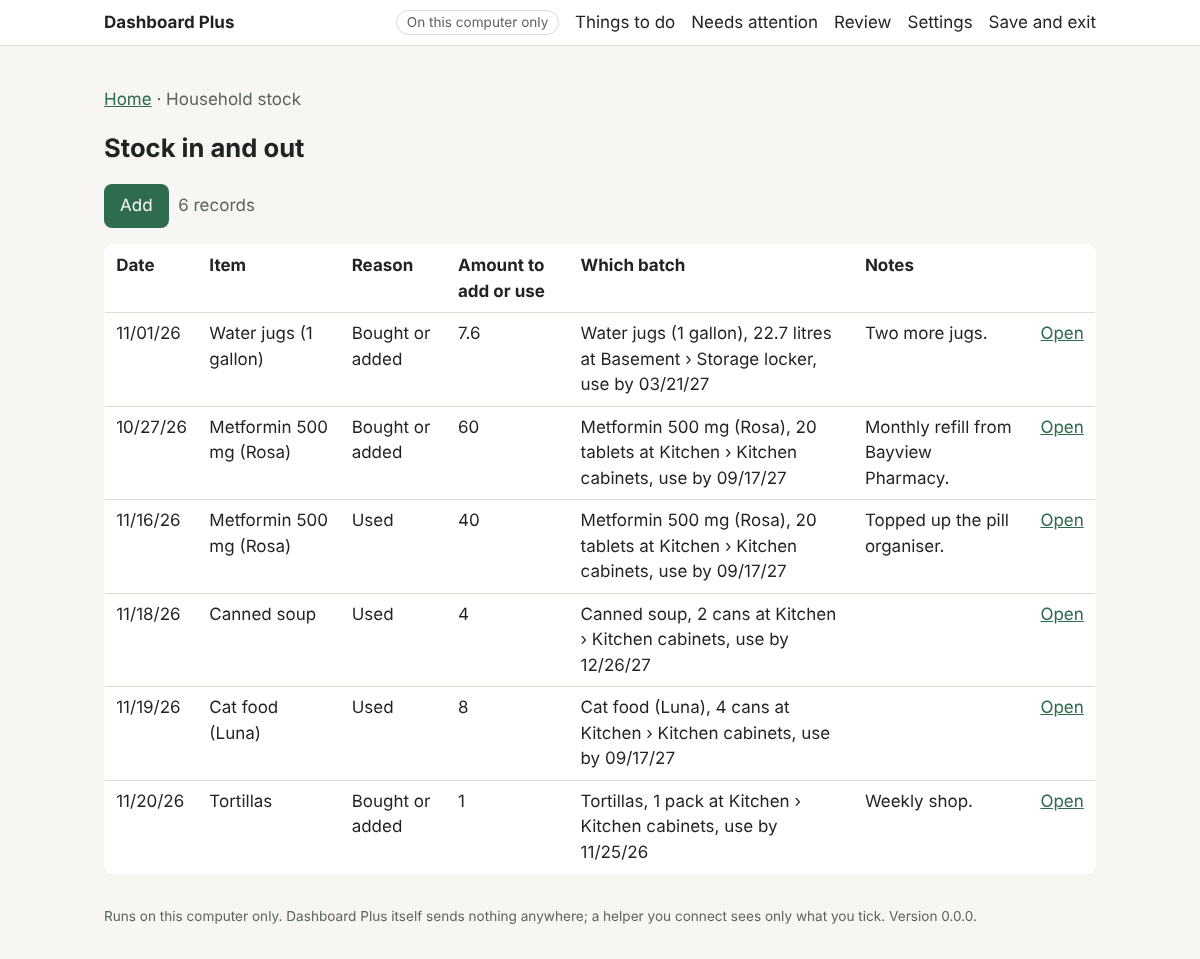 Dashboard Plus
On this computer only
Things to do
Needs attention
Review
Settings
Save and exit
Home · Household stock
Stock in and out
Add
6 records
Date
Item
Reason
Amount to
add or use
Which batch
Notes
11/01/26
Water jugs (1
gallon)
Bought or
added
7.6
Water jugs (1 gallon), 22.7 litres
at Basement › Storage locker,
use by 03/21/27
Two more jugs.
Open
10/27/26
Metformin 500
mg (Rosa)
Bought or
added
60
Metformin 500 mg (Rosa), 20
tablets at Kitchen › Kitchen
cabinets, use by 09/17/27
Monthly refill from
Bayview
Pharmacy.
Open
11/16/26
Metformin 500
mg (Rosa)
Used
40
Metformin 500 mg (Rosa), 20
tablets at Kitchen › Kitchen
cabinets, use by 09/17/27
Topped up the pill
organiser.
Open
11/18/26
Canned soup
Used
4
Canned soup, 2 cans at Kitchen
› Kitchen cabinets, use by
12/26/27
Open
11/19/26
Cat food
(Luna)
Used
8
Cat food (Luna), 4 cans at
Kitchen › Kitchen cabinets, use
by 09/17/27
Open
11/20/26
Tortillas
Bought or
added
1
Tortillas, 1 pack at Kitchen ›
Kitchen cabinets, use by
11/25/26
Weekly shop.
Open
Runs on this computer only. Dashboard Plus itself sends nothing anywhere; a helper you connect sees only what you tick. Version 0.0.0.